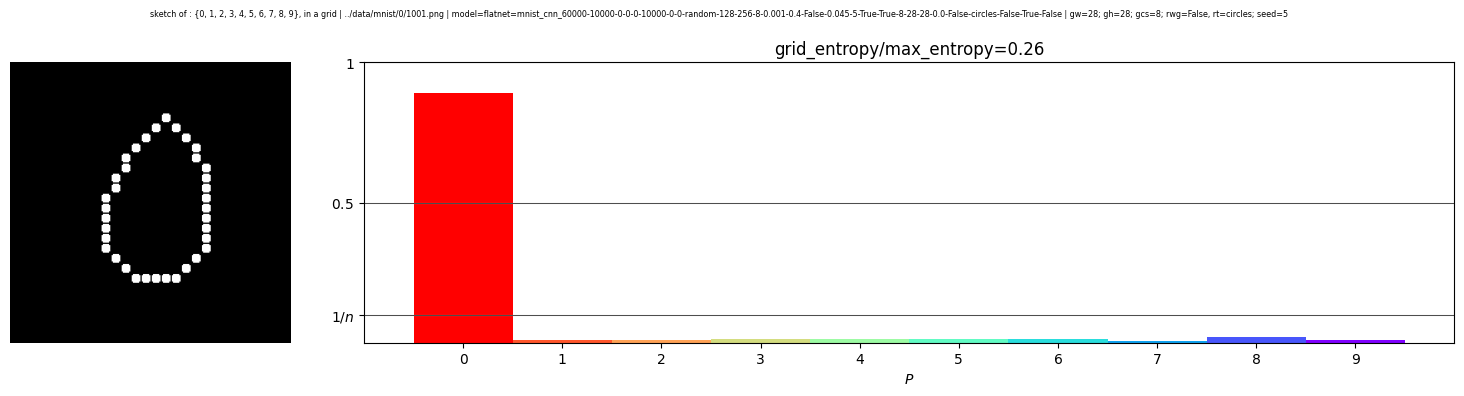 sketch of : {0, 1, 2, 3, 4, 5, 6, 7, 8, 9}, in a grid | ../data/mnist/0/1001.png | model=flatnet=mnist_cnn_60000-10000-0-0-0-10000-0-0-random-128-256-8-0.001-0.4-False-0.045-5-True-True-8-28-28-0.0-False-circles-False-True-False | gw=28; gh=28; gcs=8; rwg=False, rt=circles; seed=5
grid_entropy/max_entropy=0.26
1
0.5
1/n
0 1 2 3 4 5 6 7 8 9
P